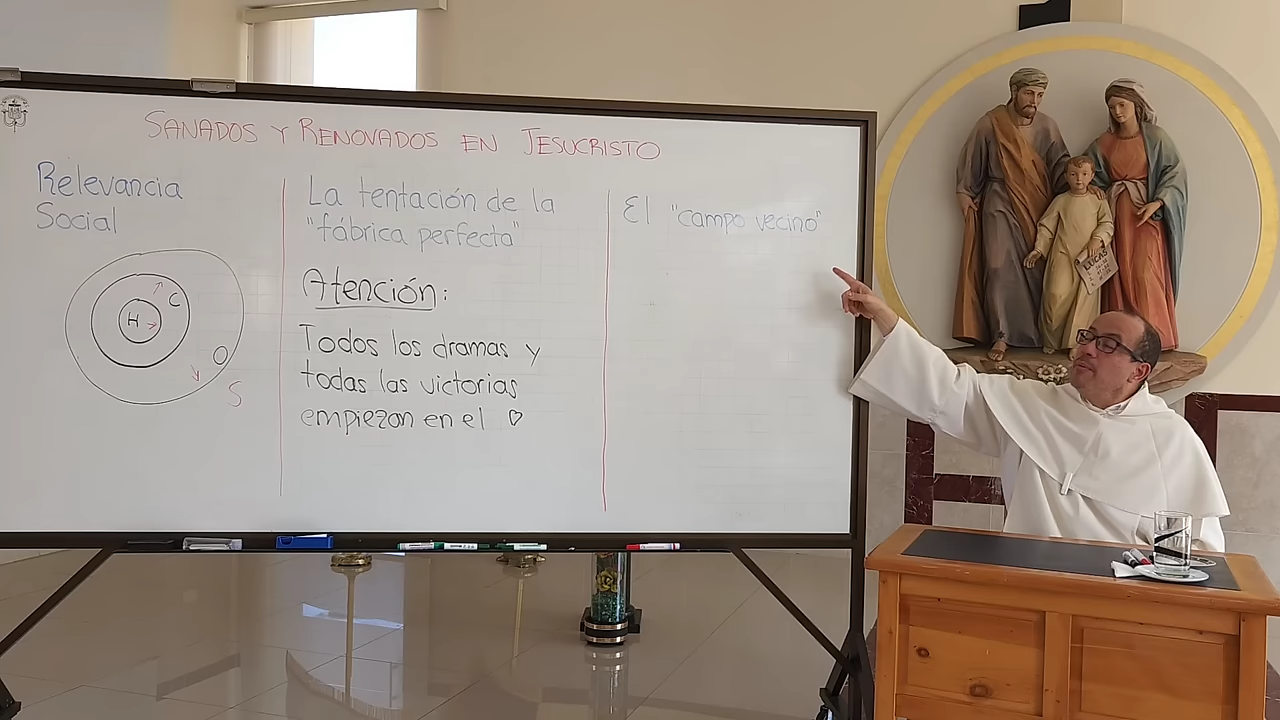 SANADOS Y RENOVADOS EN JESUCRISTO
Relevancia
Social
H
C
O
S
La tentación de la
"fábrica perfecta"
Atención:
Todos los dramas y
todas las victorias
empiezan en el ♡
El "campo vecino"
LUCAS